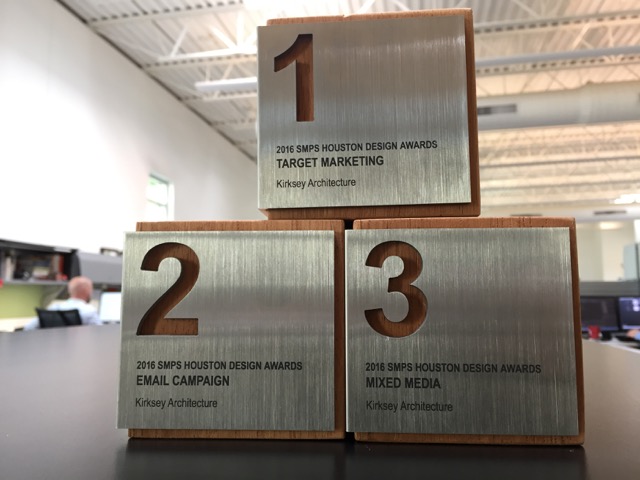 1
2016 SMPS HOUSTON DESIGN AWARDS
TARGET MARKETING
Kirksey Architecture
2
2016 SMPS HOUSTON DESIGN AWARDS
EMAIL CAMPAIGN
Kirksey Architecture
3
2016 SMPS HOUSTON DESIGN AWARDS
MIXED MEDIA
Kirksey Architecture